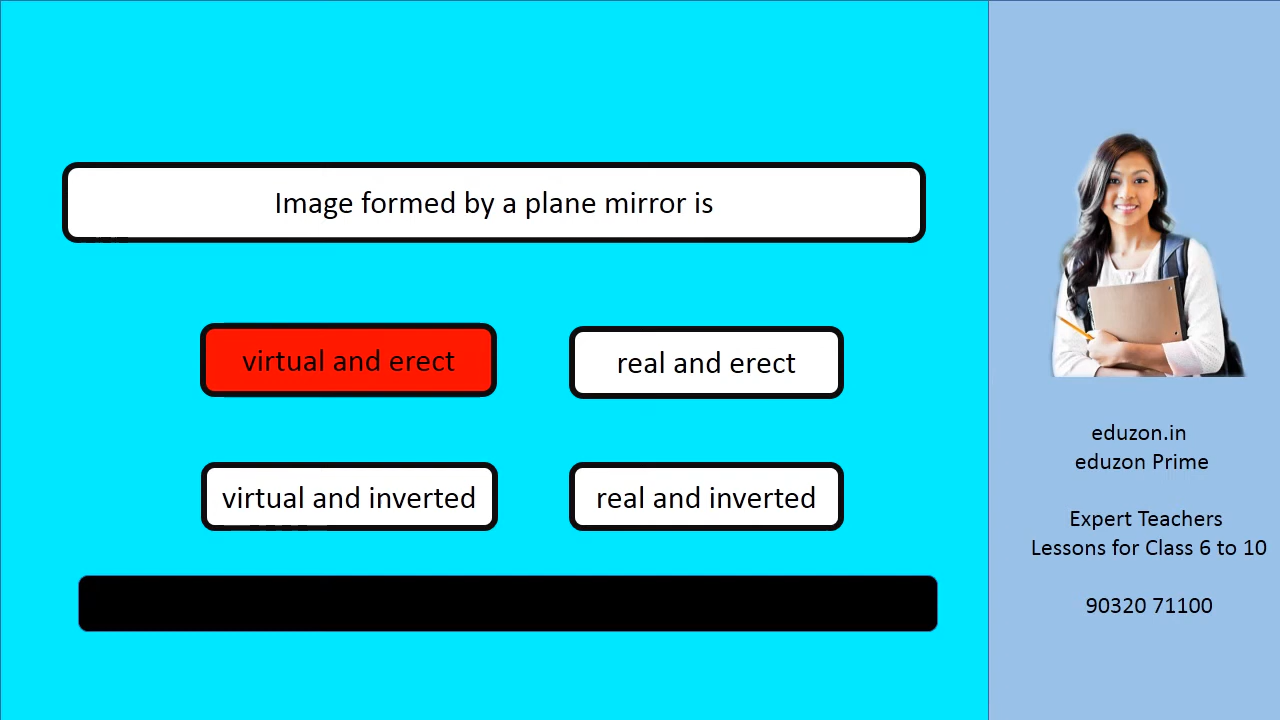 Image formed by a plane mirror is
virtual and erect
real and erect
virtual and inverted
real and inverted
eduzon.in
eduzon Prime
Expert Teachers
Lessons for Class 6 to 10
90320 71100